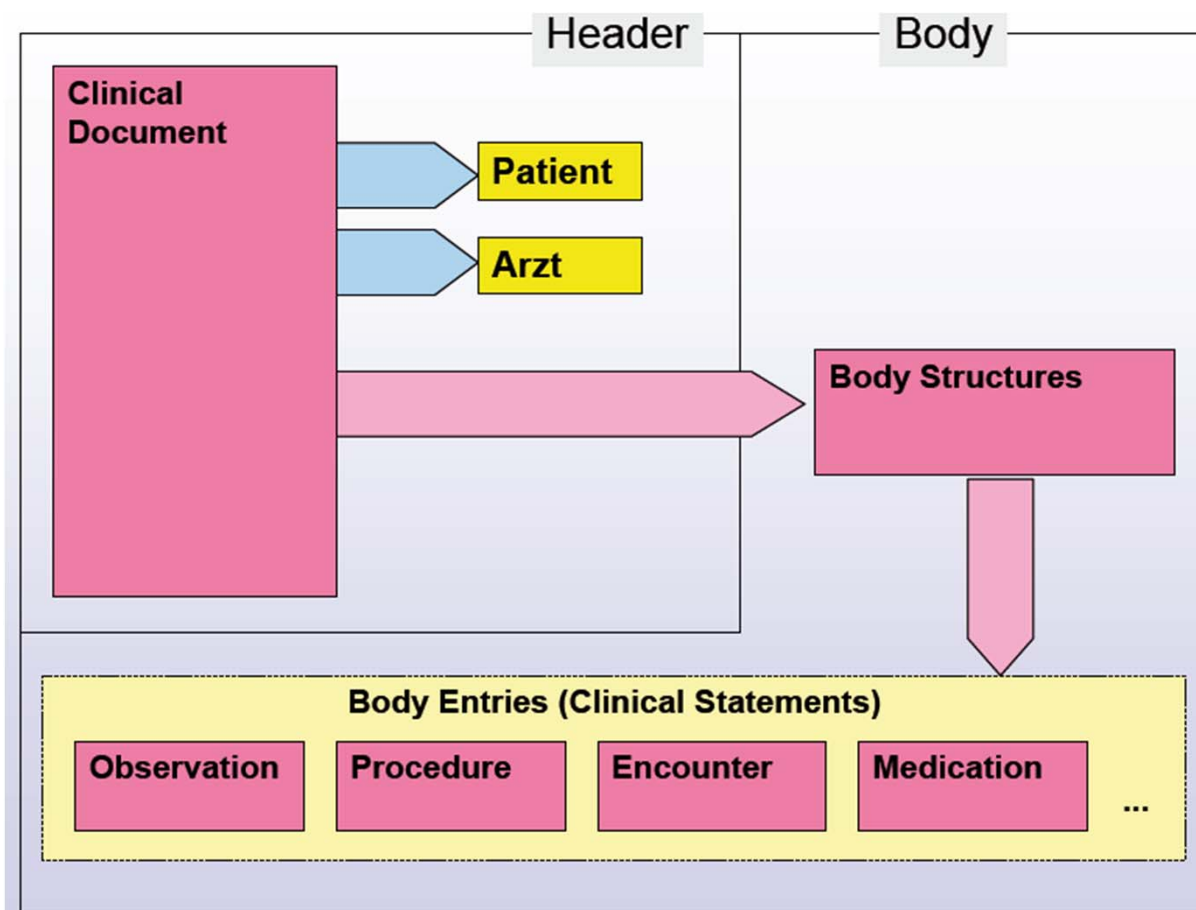 Header
Body
Clinical
Document
Patient
Arzt
Body Structures
Body Entries (Clinical Statements)
Observation
Procedure
Encounter
Medication
...